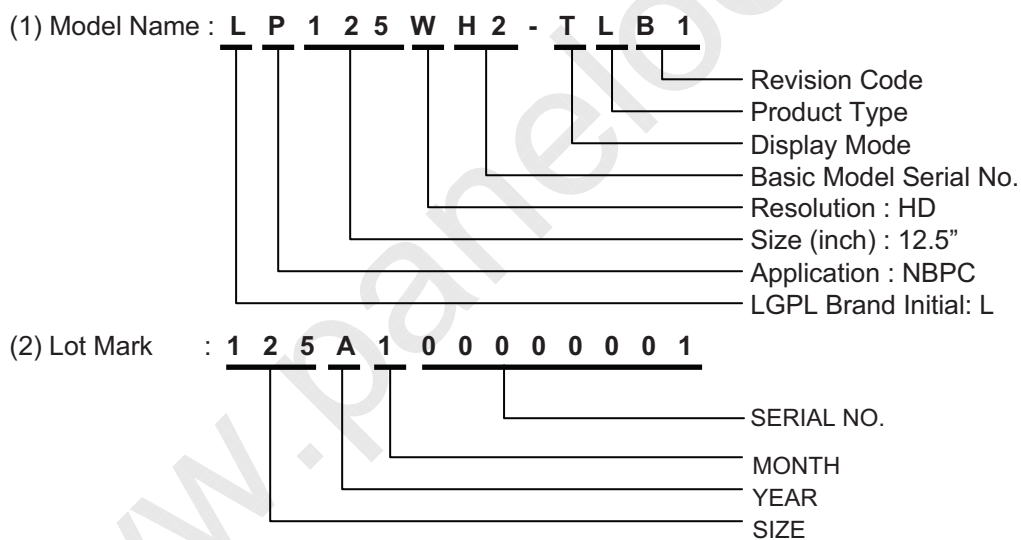 (1) Model Name : L P 1 2 5 W H 2 - T L B 1
Revision Code
Product Type
Display Mode
Basic Model Serial No.
Resolution : HD
Size (inch) : 12.5”
Application : NBPC
LGPL Brand Initial: L
(2) Lot Mark : 1 2 5 A 1 0 0 0 0 0 0 0 1
SERIAL NO.
MONTH
YEAR
SIZE